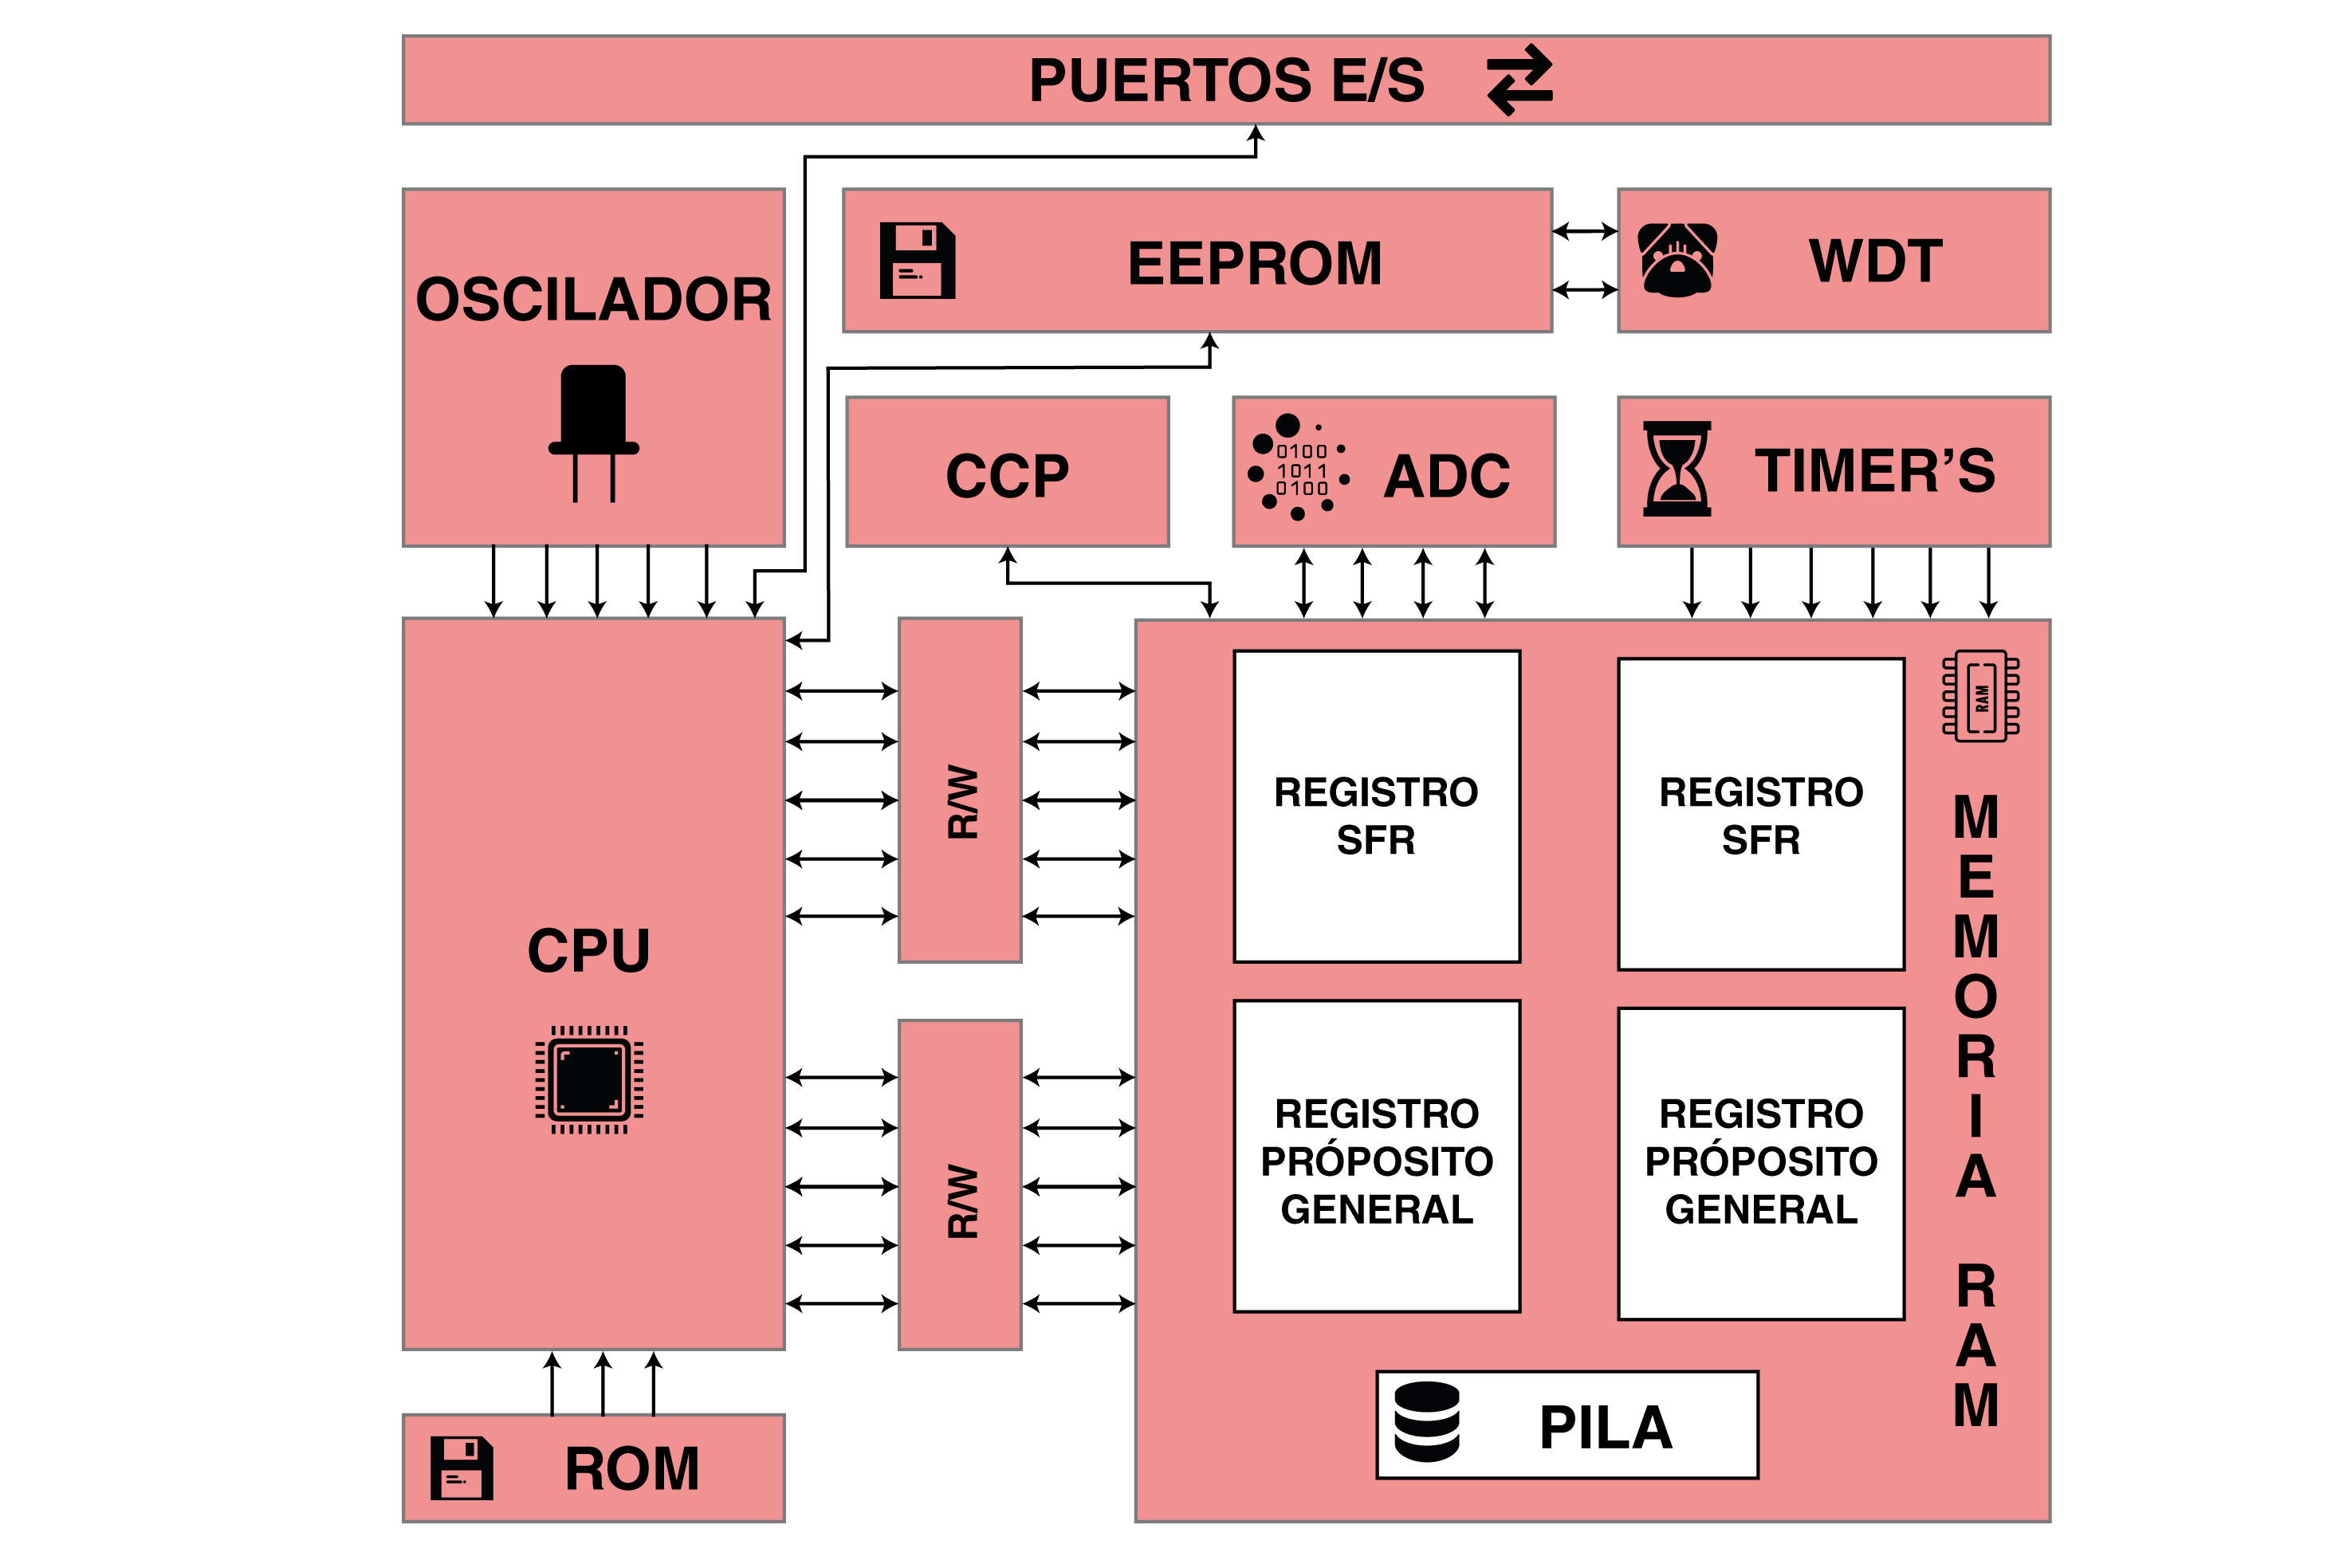 PUERTOS E/S
OSCILADOR
EEPROM
WDT
CCP
0100
1011
0100
ADC
TIMER'S
CPU
R/W
R/W
REGISTRO
SFR
REGISTRO
SFR
RAM
REGISTRO
PRÓPOSITO
GENERAL
REGISTRO
PRÓPOSITO
GENERAL
MEMORIA RAM
PILA
ROM